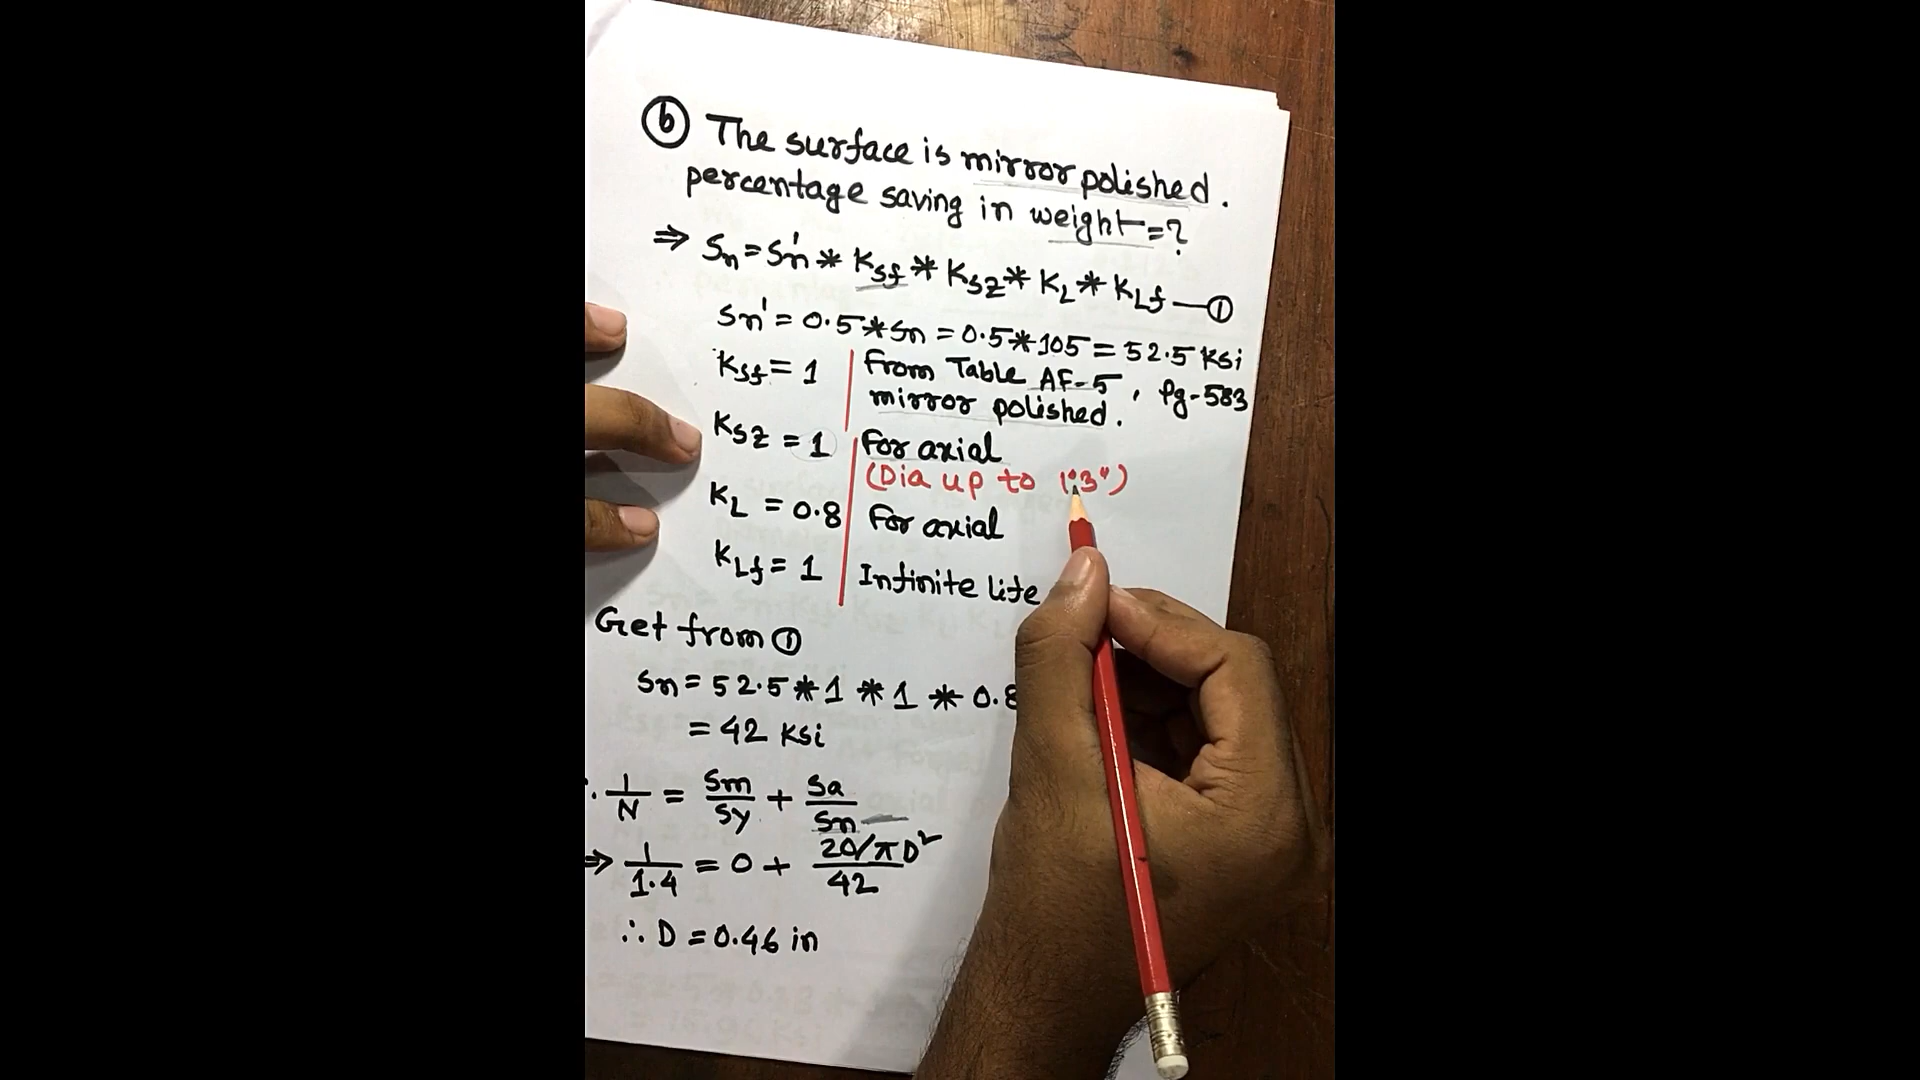 ⓑ The surface is mirror polished.
percentage saving in weight = ?
⇒ Sn = Sn' * Ksf * KSZ * KL * KLf —①
Sn' = 0.5 * Sn = 0.5 * 105 = 52.5 Ksi
Ksf = 1 | From Table AF-5, Pg-583
mirror polished.
KSZ = 1 | For axial
(Dia up to 1.3")
KL = 0.8 | For axial
KLf = 1 | Infinite life
Get from ①
Sn = 52.5 * 1 * 1 * 0.8
= 42 Ksi
∴ 1/N = Sm/Sy + Sa/Sn
⇒ 1/1.4 = 0 + (20/πD²)/42
∴ D = 0.46 in